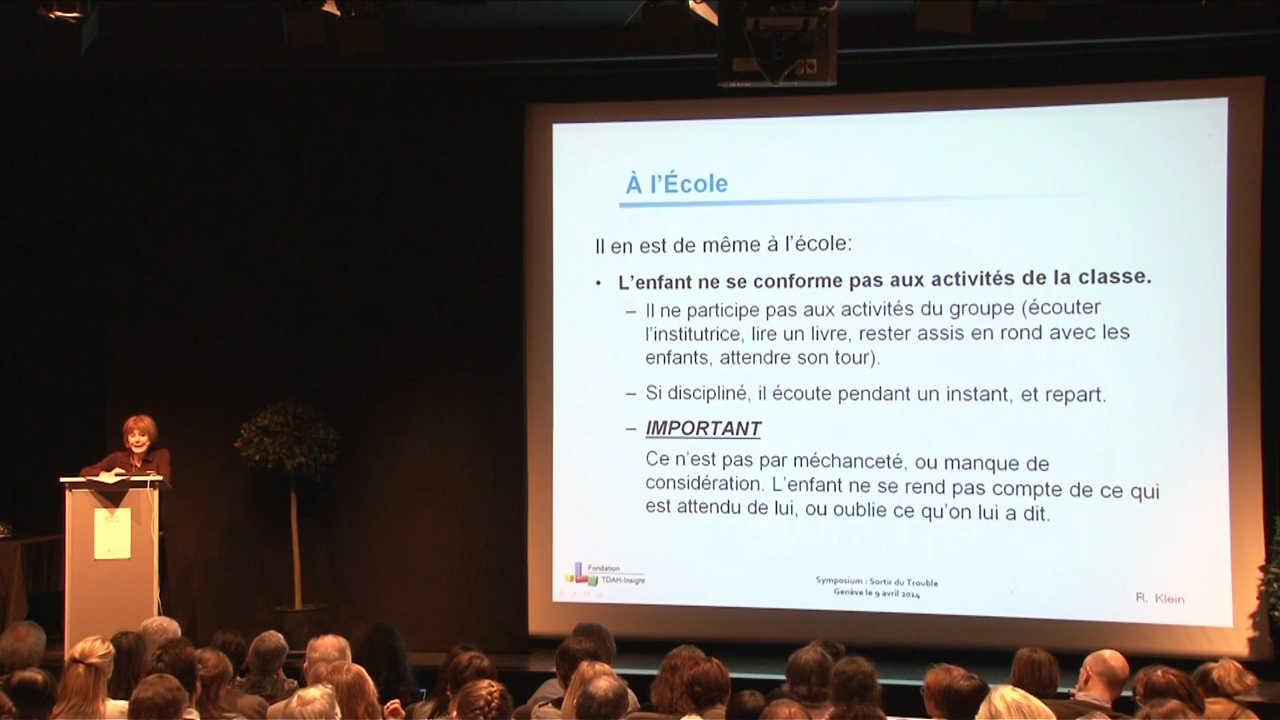 À l'École
Il en est de même à l'école:
• L'enfant ne se conforme pas aux activités de la classe.
– Il ne participe pas aux activités du groupe (écouter
l'institutrice, lire un livre, rester assis en rond avec les
enfants, attendre son tour).
– Si discipliné, il écoute pendant un instant, et repart.
– IMPORTANT
Ce n'est pas par méchanceté, ou manque de
considération. L'enfant ne se rend pas compte de ce qui
est attendu de lui, ou oublie ce qu'on lui a dit.
Fondation
TDAH-Insight
Symposium : Sortir du Trouble
Genève le 9 avril 2014
R. Klein